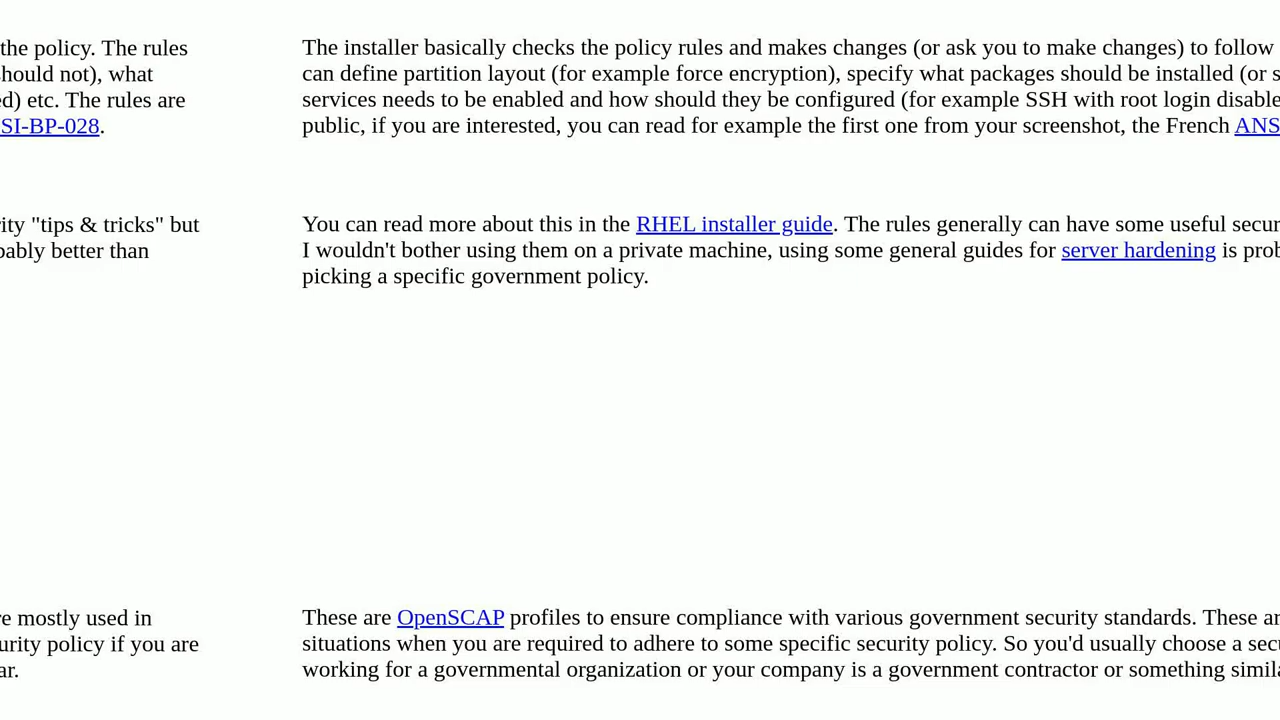 the policy. The rules
should not), what
ed) etc. The rules are
SI-BP-028.
The installer basically checks the policy rules and makes changes (or ask you to make changes) to follow
can define partition layout (for example force encryption), specify what packages should be installed (or s
services needs to be enabled and how should they be configured (for example SSH with root login disable
public, if you are interested, you can read for example the first one from your screenshot, the French ANS
ity "tips & tricks" but
bably better than
You can read more about this in the RHEL installer guide. The rules generally can have some useful secur
I wouldn't bother using them on a private machine, using some general guides for server hardening is prob
picking a specific government policy.
re mostly used in
urity policy if you are
ar.
These are OpenSCAP profiles to ensure compliance with various government security standards. These ar
situations when you are required to adhere to some specific security policy. So you'd usually choose a secu
working for a governmental organization or your company is a government contractor or something simila